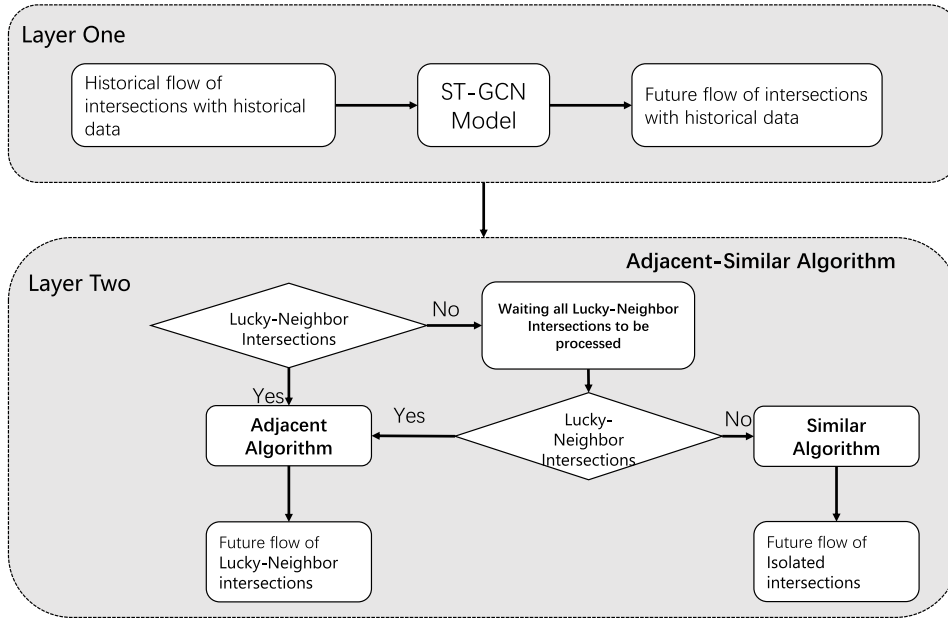 Layer One
Historical flow of
intersections with historical
data
ST-GCN
Model
Future flow of intersections
with historical data
Adjacent-Similar Algorithm
Layer Two
Lucky-Neighbor
Intersections
No
Waiting all Lucky-Neighbor
Intersections to be
processed
Yes
Adjacent
Algorithm
Yes
Lucky-
Neighbor
Intersections
No
Similar
Algorithm
Future flow of
Lucky-Neighbor
intersections
Future flow of
Isolated
intersections